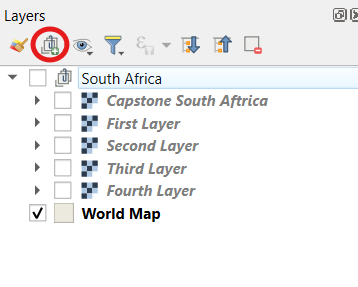 Layers
South Africa
Capstone South Aftrica
First Layer
Second Layer
Third Layer
Fourth Layer
World Map